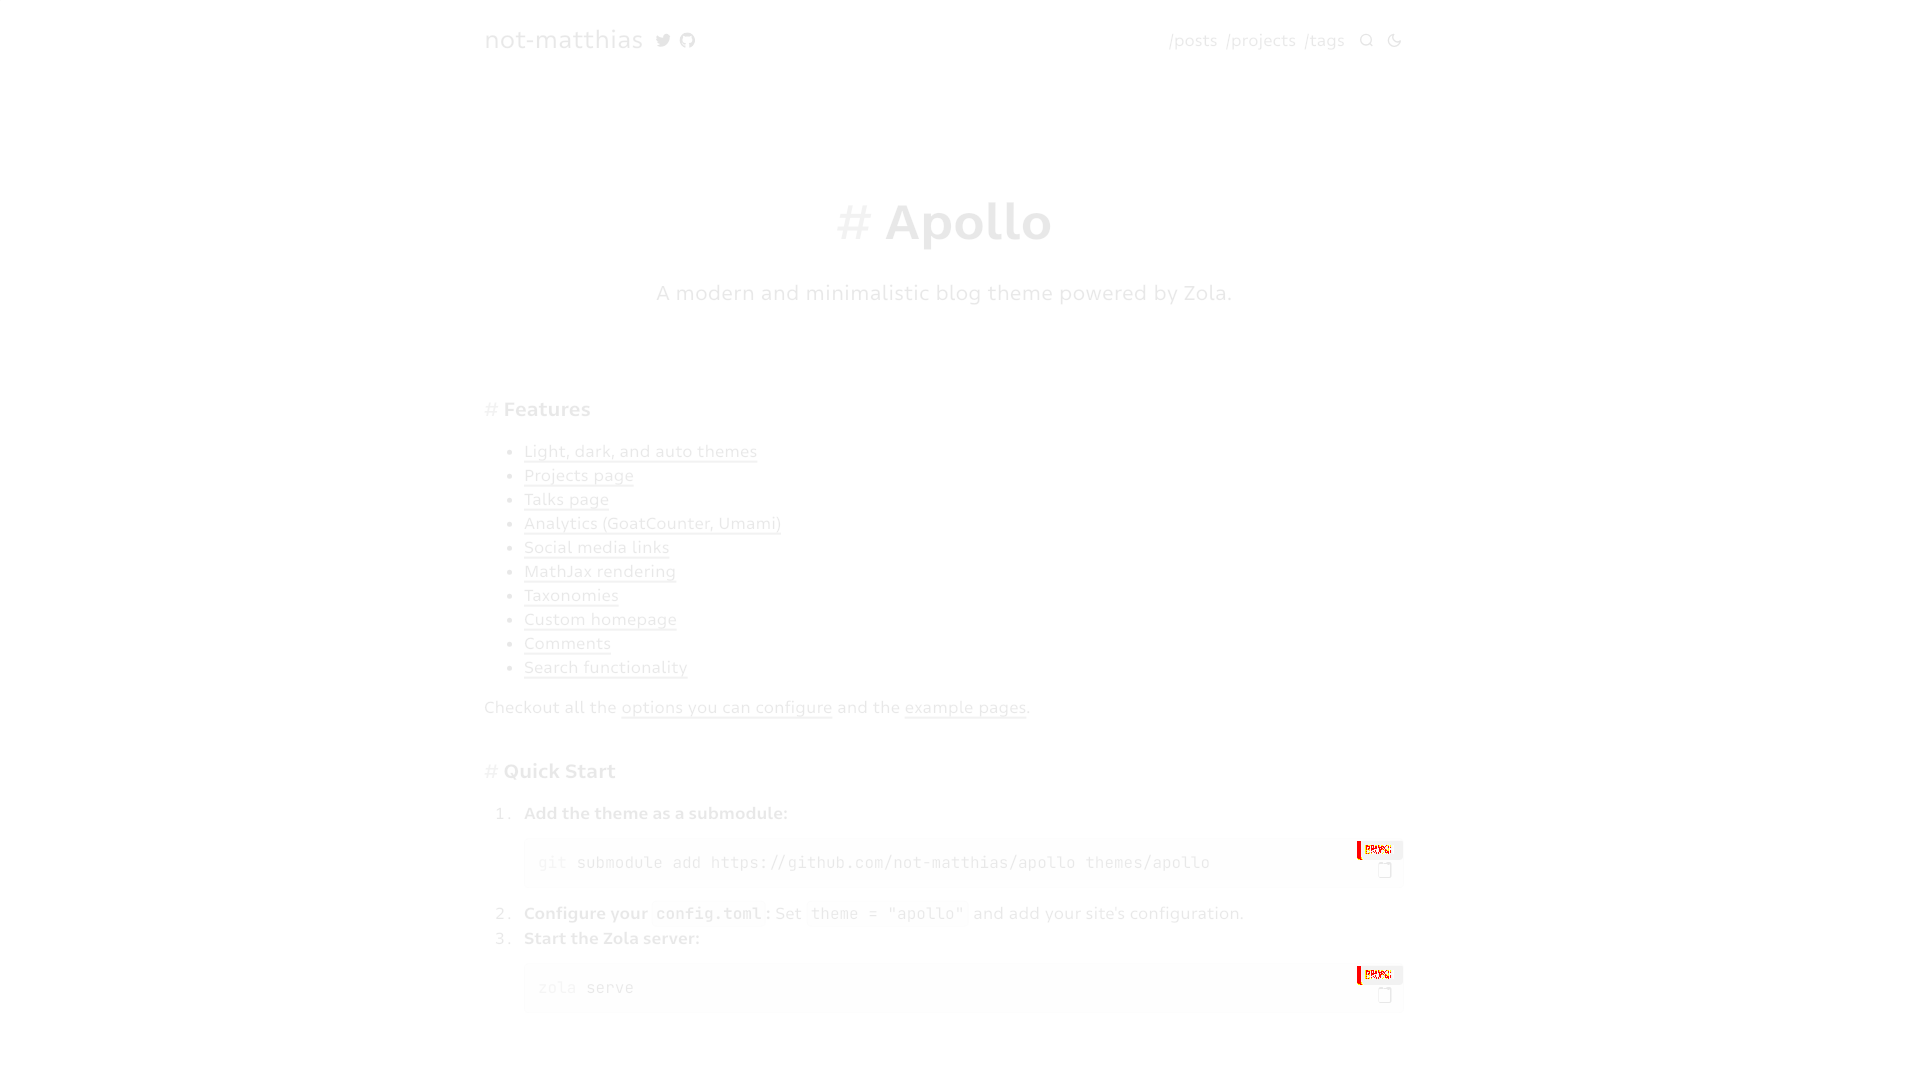 not-matthias
/posts /projects /tags
# Apollo
A modern and minimalistic blog theme powered by Zola.
# Features
Light, dark, and auto themes
Projects page
Talks page
Analytics (GoatCounter, Umami)
Social media links
MathJax rendering
Taxonomies
Custom homepage
Comments
Search functionality
Checkout all the options you can configure and the example pages.
# Quick Start
1. Add the theme as a submodule:
git submodule add https://github.com/not-matthias/apollo themes/apollo
2. Configure your config.toml: Set theme = "apollo" and add your site's configuration.
3. Start the Zola server:
zola serve